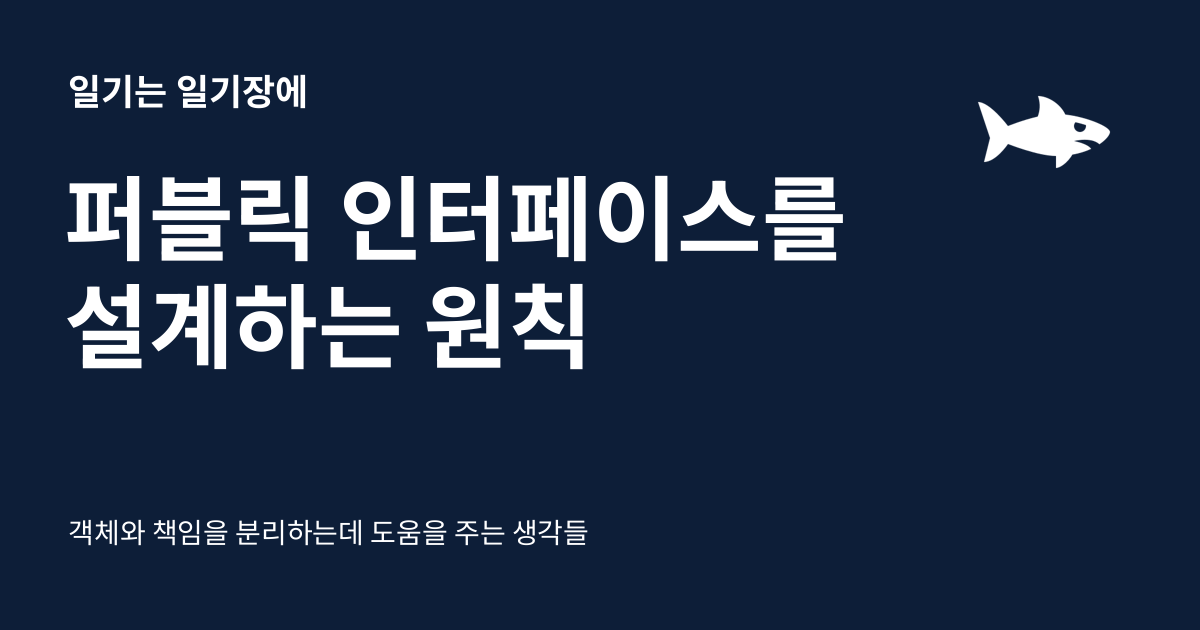 일기는 일기장에
퍼블릭 인터페이스를
설계하는 원칙
객체와 책임을 분리하는데 도움을 주는 생각들